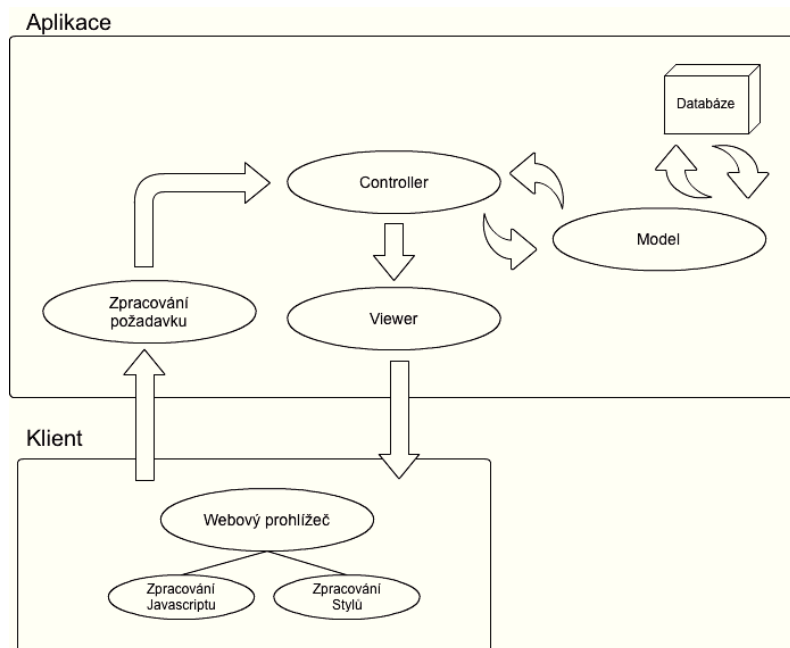 Aplikace
Databáze
Controller
Model
Zpracování
požadavku
Viewer
Klient
Webový prohlížeč
Zpracování
Javascriptu
Zpracování
Stylů